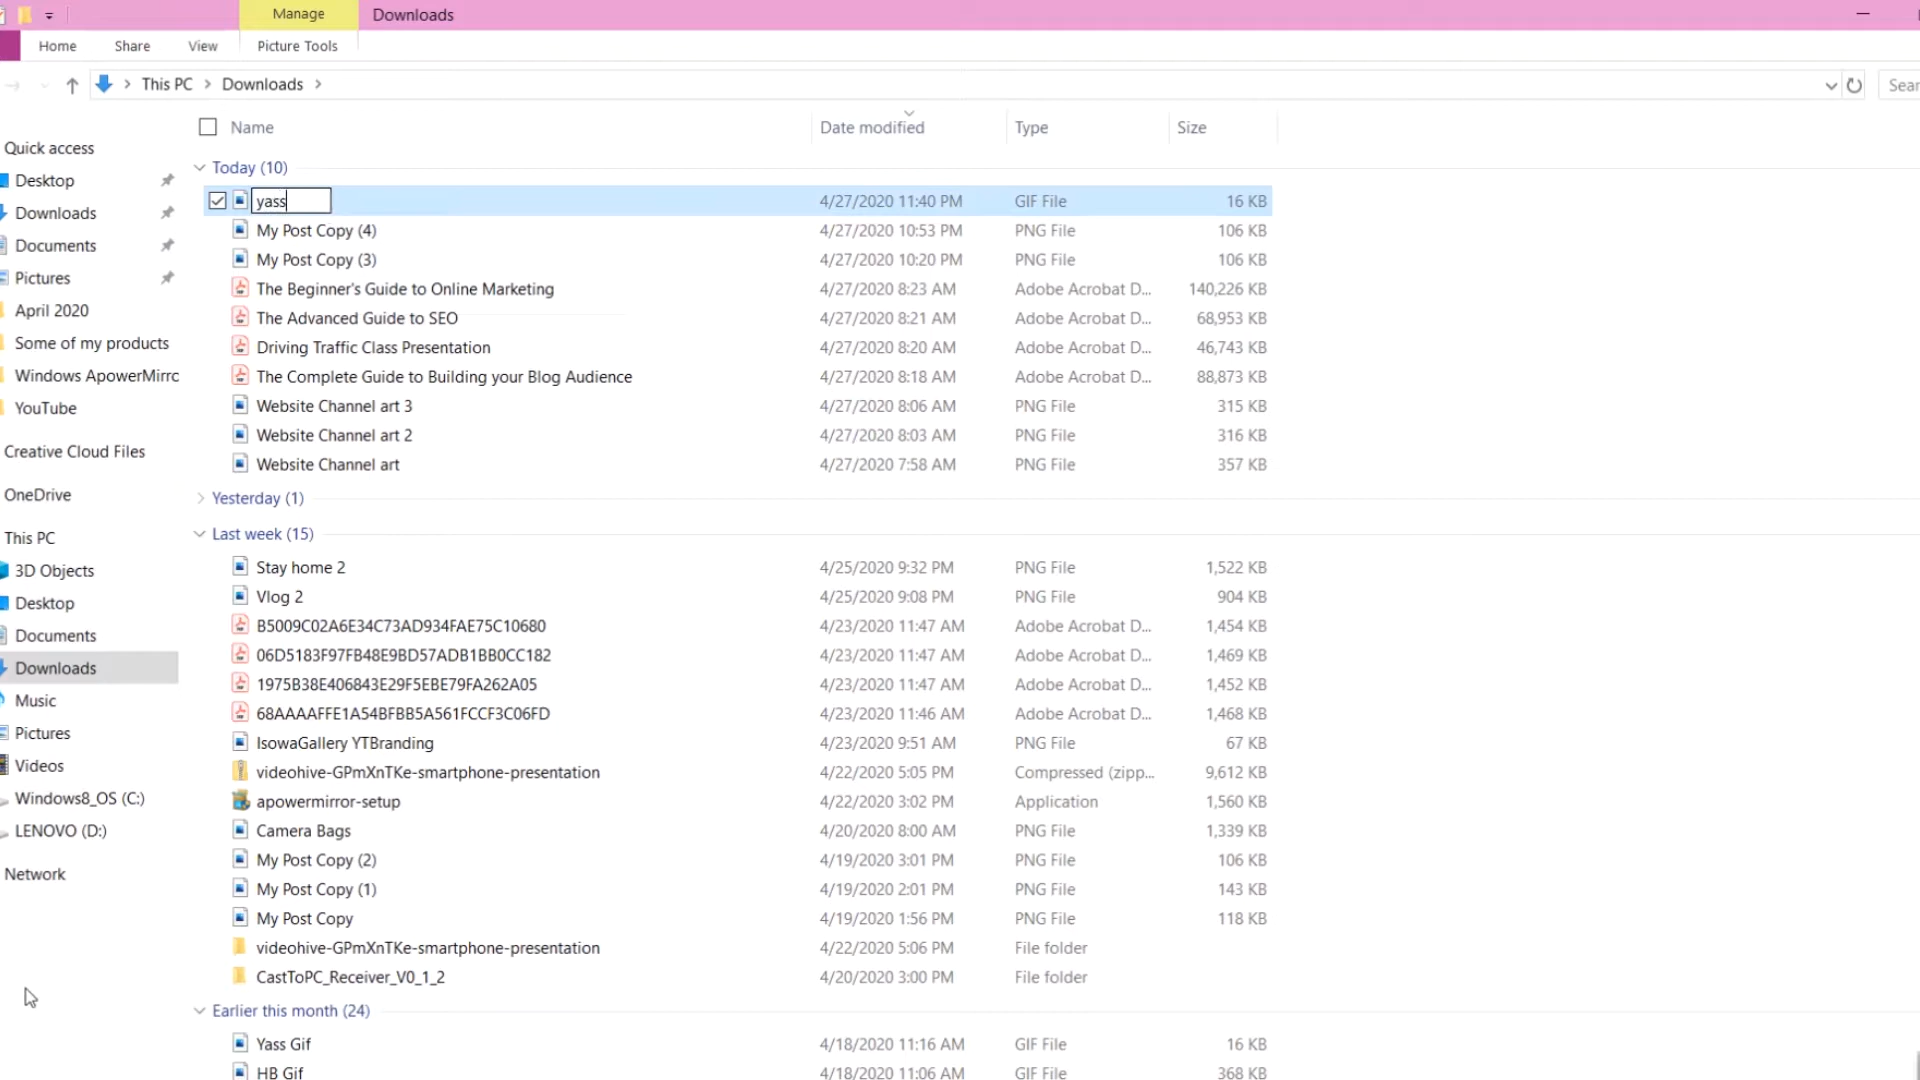 Manage
Downloads
Home
Share
View
Picture Tools
This PC
Downloads
Name
Date modified
Type
Size
Quick access
Desktop
Downloads
Documents
Pictures
April 2020
Some of my products
Windows ApowerMirrc
YouTube
Creative Cloud Files
OneDrive
This PC
3D Objects
Desktop
Documents
Downloads
Music
Pictures
Videos
Windows8_OS (C:)
LENOVO (D:)
Network
Today (10)
yass 4/27/2020 11:40 PM GIF File 16 KB
My Post Copy (4) 4/27/2020 10:53 PM PNG File 106 KB
My Post Copy (3) 4/27/2020 10:20 PM PNG File 106 KB
The Beginner's Guide to Online Marketing 4/27/2020 8:23 AM Adobe Acrobat D... 140,226 KB
The Advanced Guide to SEO 4/27/2020 8:21 AM Adobe Acrobat D... 68,953 KB
Driving Traffic Class Presentation 4/27/2020 8:20 AM Adobe Acrobat D... 46,743 KB
The Complete Guide to Building your Blog Audience 4/27/2020 8:18 AM Adobe Acrobat D... 88,873 KB
Website Channel art 3 4/27/2020 8:06 AM PNG File 315 KB
Website Channel art 2 4/27/2020 8:03 AM PNG File 316 KB
Website Channel art 4/27/2020 7:58 AM PNG File 357 KB
Yesterday (1)
Last week (15)
Stay home 2 4/25/2020 9:32 PM PNG File 1,522 KB
Vlog 2 4/25/2020 9:08 PM PNG File 904 KB
B5009C02A6E34C73AD934FAE75C10680 4/23/2020 11:47 AM Adobe Acrobat D... 1,454 KB
06D5183F97FB48E9BD57ADB1BB0CC182 4/23/2020 11:47 AM Adobe Acrobat D... 1,469 KB
1975B38E406843E29F5EBE79FA262A05 4/23/2020 11:47 AM Adobe Acrobat D... 1,452 KB
68AAAAFFE1A54BFBB5A561FCCF3C06FD 4/23/2020 11:46 AM Adobe Acrobat D... 1,468 KB
IsowaGallery YTBranding 4/23/2020 9:51 AM PNG File 67 KB
videohive-GPmXnTKe-smartphone-presentation 4/22/2020 5:05 PM Compressed (zipp... 9,612 KB
apowermirror-setup 4/22/2020 3:02 PM Application 1,560 KB
Camera Bags 4/20/2020 8:00 AM PNG File 1,339 KB
My Post Copy (2) 4/19/2020 3:01 PM PNG File 106 KB
My Post Copy (1) 4/19/2020 2:01 PM PNG File 143 KB
My Post Copy 4/19/2020 1:56 PM PNG File 118 KB
videohive-GPmXnTKe-smartphone-presentation 4/22/2020 5:06 PM File folder
CastToPC_Receiver_V0_1_2 4/20/2020 3:00 PM File folder
Earlier this month (24)
Yass Gif 4/18/2020 11:16 AM GIF File 16 KB
HB Gif 4/18/2020 11:06 AM GIF File 368 KB